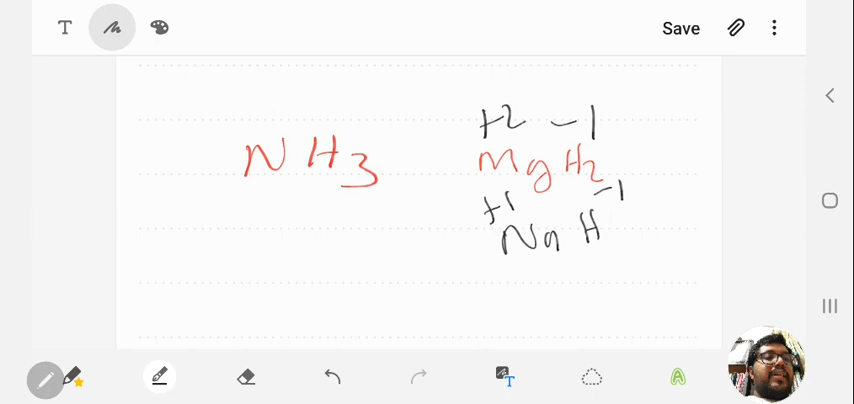 T
Save
+2 -1
NH3 MgH2
+1 -1
NaH
T
A